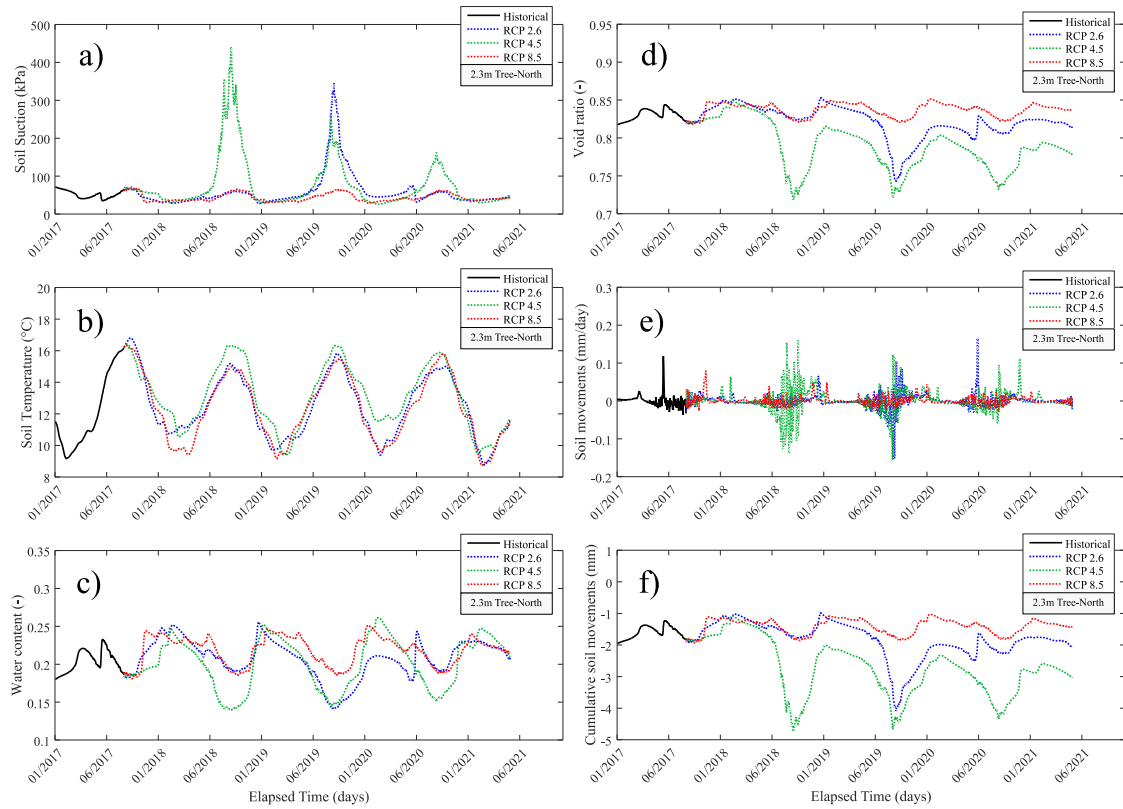 a)
Soil Suction (kPa)
500
400
300
200
100
0
01/2017
06/2017
01/2018
06/2018
01/2019
06/2019
01/2020
06/2020
01/2021
06/2021
Historical
RCP 2.6
RCP 4.5
RCP 8.5
2.3m Tree-North
b)
Soil Temperature (°C)
20
18
16
14
12
10
8
01/2017
06/2017
01/2018
06/2018
01/2019
06/2019
01/2020
06/2020
01/2021
06/2021
Historical
RCP 2.6
RCP 4.5
RCP 8.5
2.3m Tree-North
c)
Water content (-)
0.35
0.3
0.25
0.2
0.15
0.1
01/2017
06/2017
01/2018
06/2018
01/2019
06/2019
01/2020
06/2020
01/2021
06/2021
Elapsed Time (days)
Historical
RCP 2.6
RCP 4.5
RCP 8.5
2.3m Tree-North
d)
Void ratio (-)
0.95
0.9
0.85
0.8
0.75
0.7
01/2017
06/2017
01/2018
06/2018
01/2019
06/2019
01/2020
06/2020
01/2021
06/2021
Historical
RCP 2.6
RCP 4.5
RCP 8.5
2.3m Tree-North
e)
Soil movements (mm/day)
0.3
0.2
0.1
0
-0.1
-0.2
01/2017
06/2017
01/2018
06/2018
01/2019
06/2019
01/2020
06/2020
01/2021
06/2021
Historical
RCP 2.6
RCP 4.5
RCP 8.5
2.3m Tree-North
f)
Cumulative soil movements (mm)
1
0
-1
-2
-3
-4
-5
01/2017
06/2017
01/2018
06/2018
01/2019
06/2019
01/2020
06/2020
01/2021
06/2021
Elapsed Time (days)
Historical
RCP 2.6
RCP 4.5
RCP 8.5
2.3m Tree-North